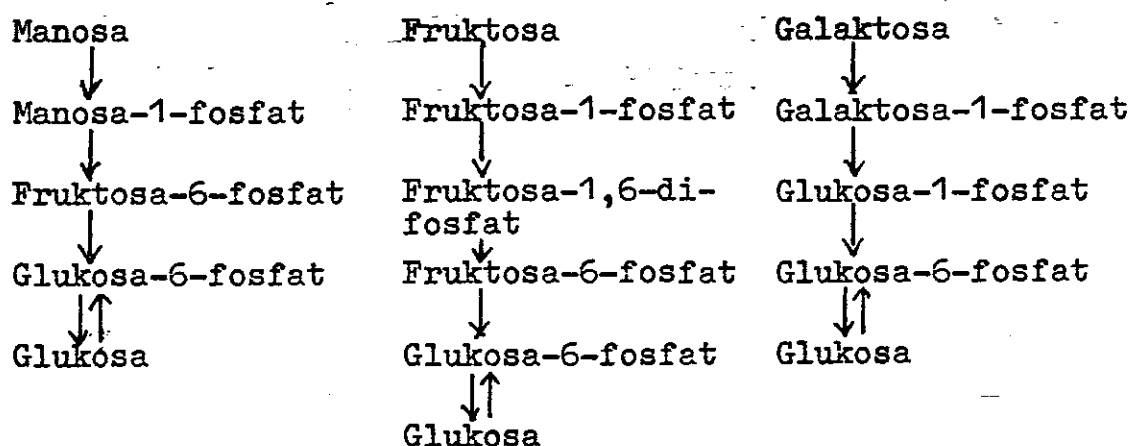 Manosa
Manosa-1-fosfat
Fruktosa-6-fosfat
Glukosa-6-fosfat
Glukosa
Fruktosa
Fruktosa-1-fosfat
Fruktosa-1,6-di-
fosfat
Fruktosa-6-fosfat
Glukosa-6-fosfat
Glukosa
Galaktosa
Galaktosa-1-fosfat
Glukosa-1-fosfat
Glukosa-6-fosfat
Glukosa